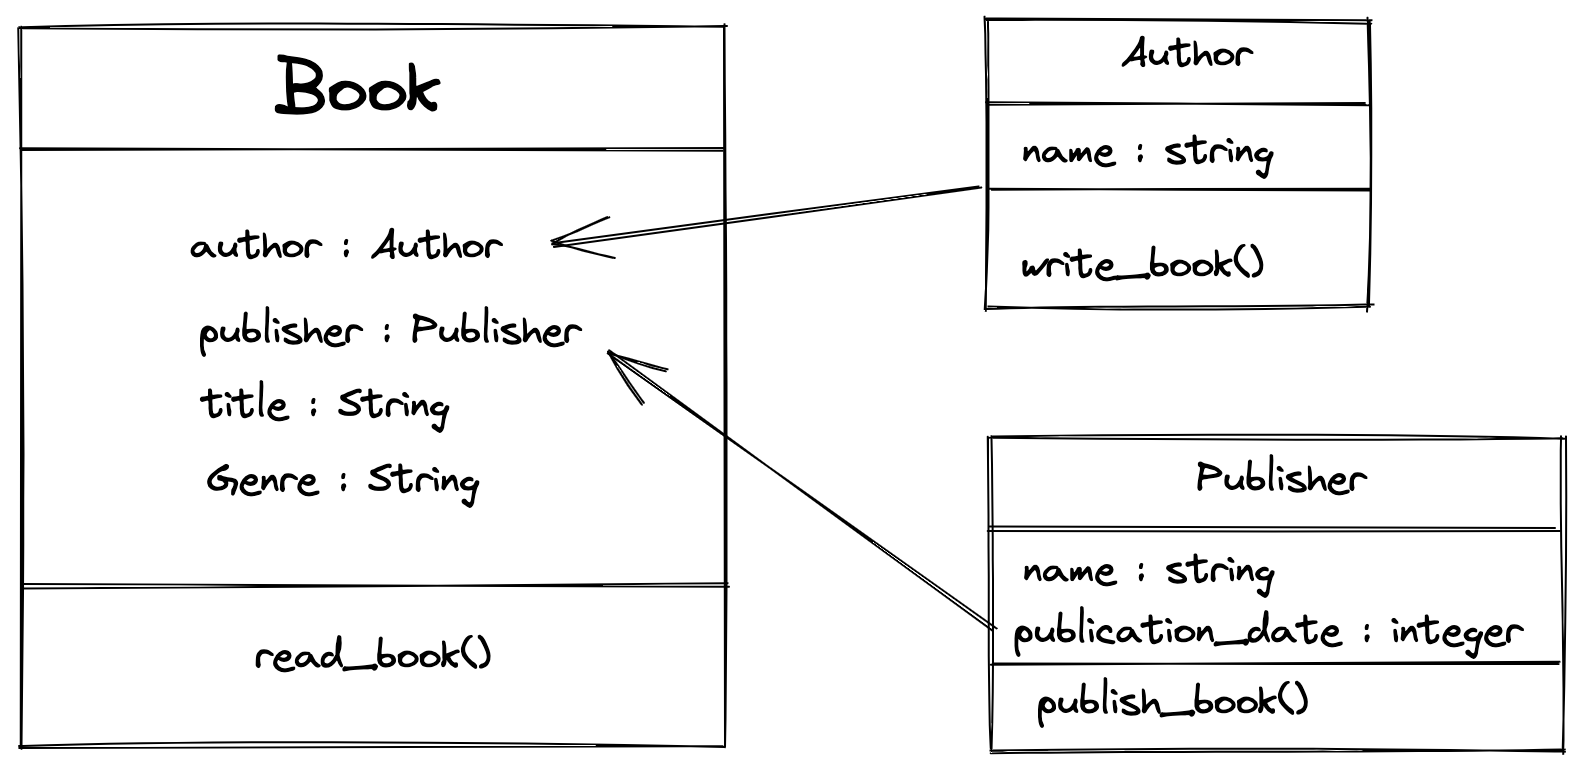 Book
author : Author
publisher : Publisher
title : String
Genre : String
read_book()
Author
name : string
write_book()
Publisher
name : string
publication_date : integer
publish_book()